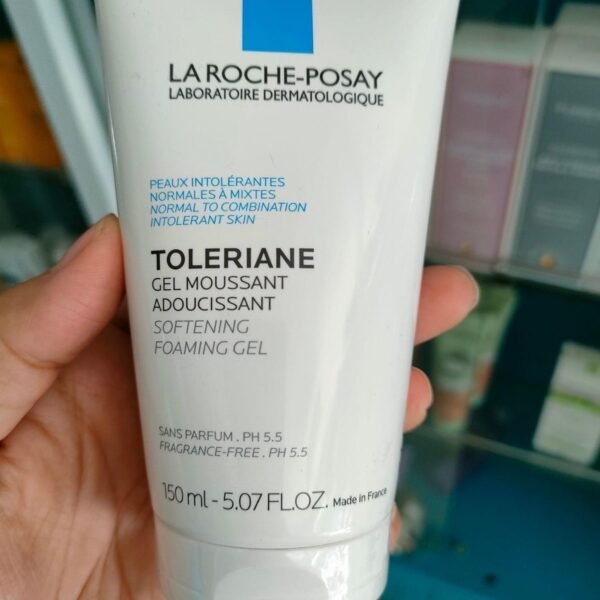 LA ROCHE-POSAY
LABORATOIRE DERMATOLOGIQUE
PEAUX INTOLÉRANTES
NORMALES À MIXTES
NORMAL TO COMBINATION
INTOLERANT SKIN
TOLERIANE
GEL MOUSSANT
ADOUCISSANT
SOFTENING
FOAMING GEL
SANS PARFUM . PH 5.5
FRAGRANCE-FREE . PH 5.5
150 ml - 5.07 FL.OZ. Made in France